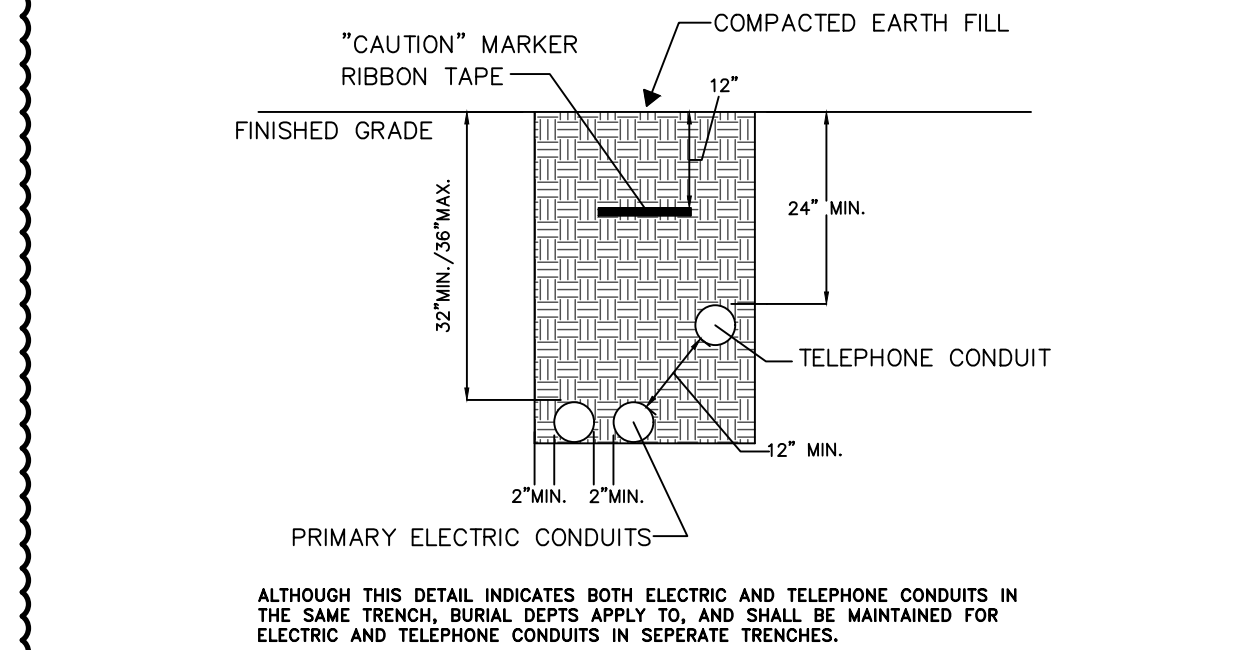 COMPACTED EARTH FILL
”CAUTION” MARKER
RIBBON TAPE
12”
FINISHED GRADE
32”MIN./36”MAX.
24” MIN.
TELEPHONE CONDUIT
12” MIN.
2”MIN. 2”MIN.
PRIMARY ELECTRIC CONDUITS
ALTHOUGH THIS DETAIL INDICATES BOTH ELECTRIC AND TELEPHONE CONDUITS IN
THE SAME TRENCH, BURIAL DEPTS APPLY TO, AND SHALL BE MAINTAINED FOR
ELECTRIC AND TELEPHONE CONDUITS IN SEPERATE TRENCHES.